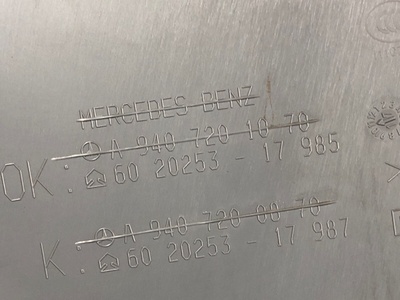 MERCEDES BENZ
OK: A 940 720 10 70
60 20253 - 17 985
K: A 940 720 00 70
60 20253 - 17 987